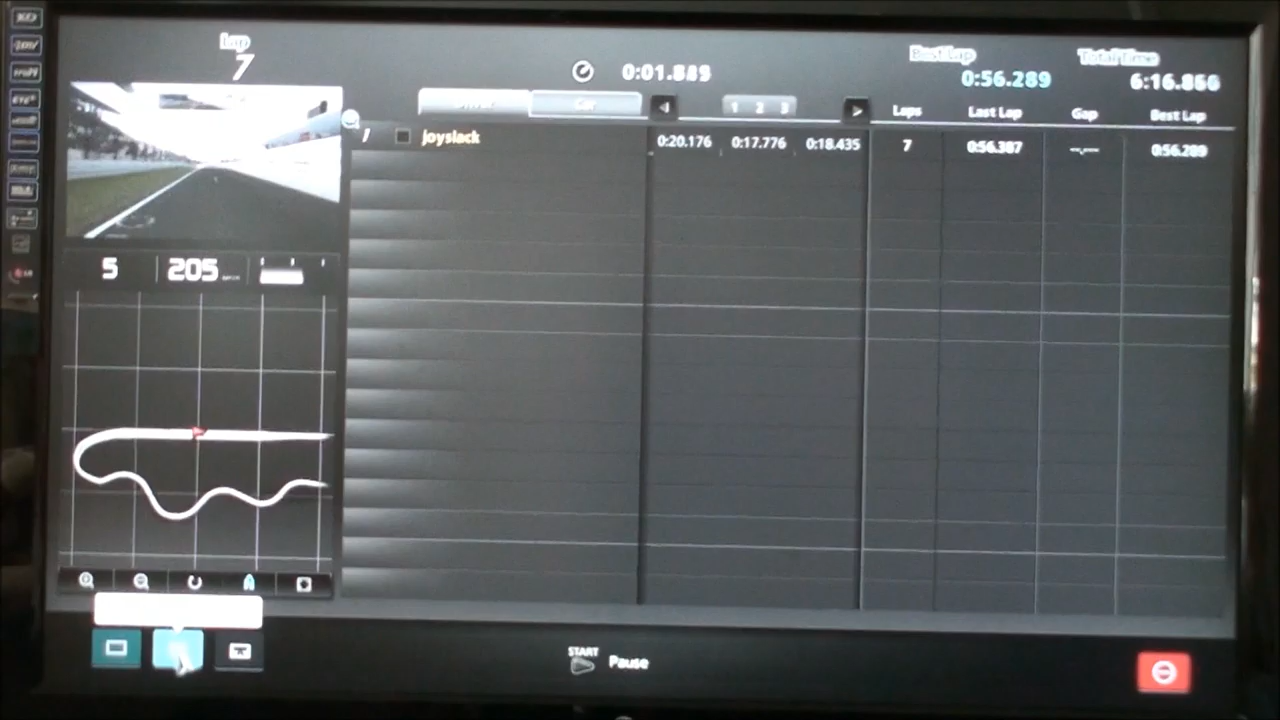 Lap
7
0:01.889
Best Lap
0:56.289
Total Time
6:16.866
Car
1 2 3
Laps
Last Lap
Gap
Best Lap
joyslack
0:20.176
0:17.776
0:18.435
7
0:56.387
--.---
0:56.289
5
205
START
Pause